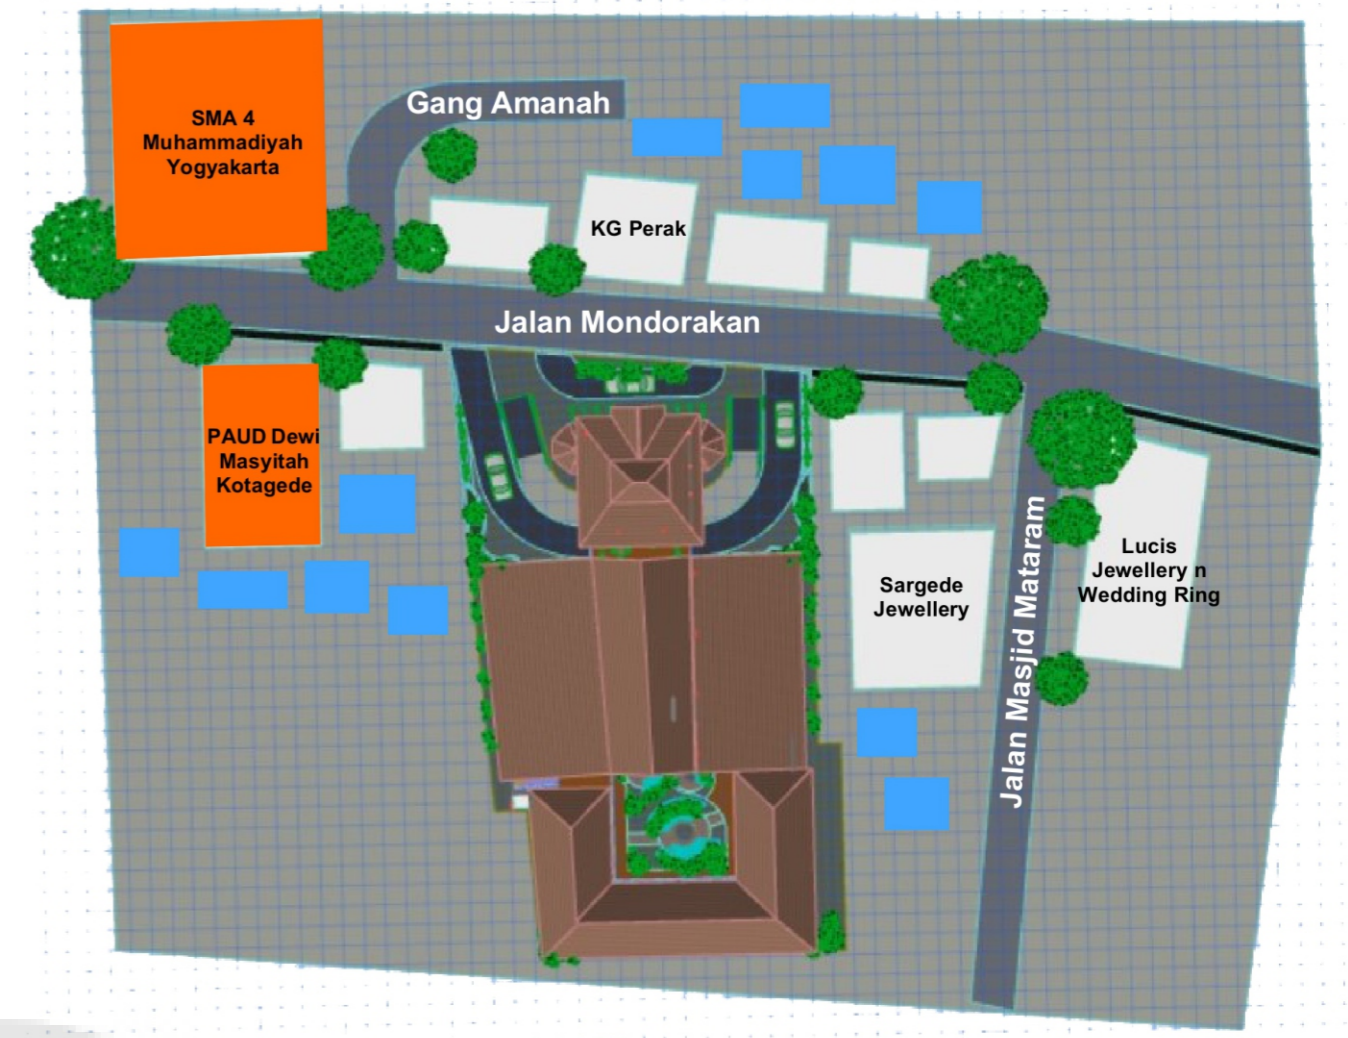 Gang Amanah
SMA 4
Muhammadiyah
Yogyakarta
KG Perak
Jalan Mondorakan
PAUD Dewi
Masyitah
Kotagede
Lucis
Jewellery n
Wedding Ring
Sargede
Jewellery
Jalan Masjid Mataram